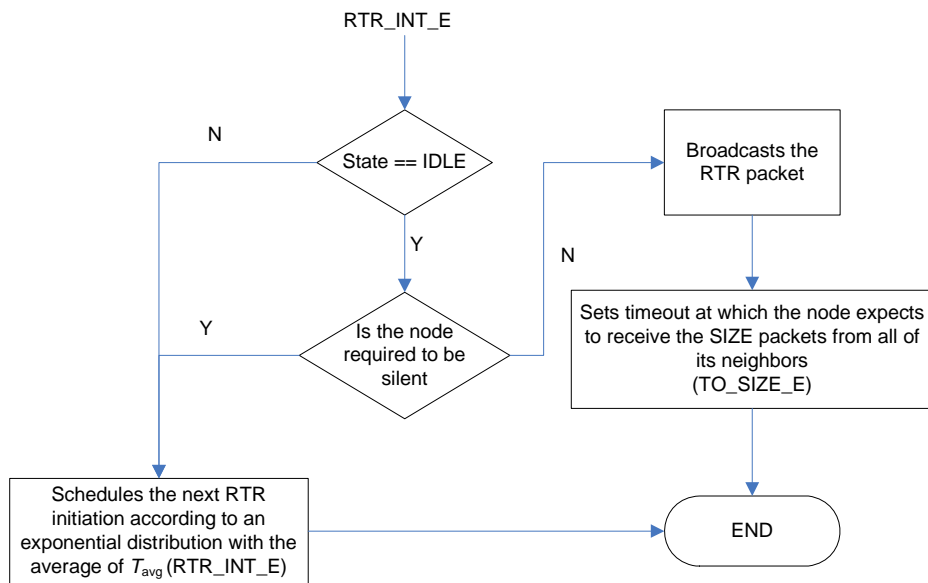 RTR_INT_E
N
State == IDLE
Broadcasts the
RTR packet
Y
N
Is the node
required to be
silent
Y
Sets timeout at which the node expects
to receive the SIZE packets from all of
its neighbors
(TO_SIZE_E)
Schedules the next RTR
initiation according to an
exponential distribution with the
average of Tavg (RTR_INT_E)
END